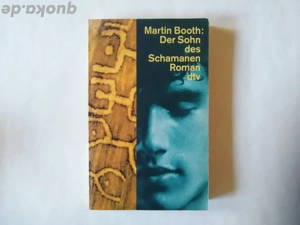 quoka.de
Martin Booth:
Der Sohn
des
Schamanen
Roman
dtv